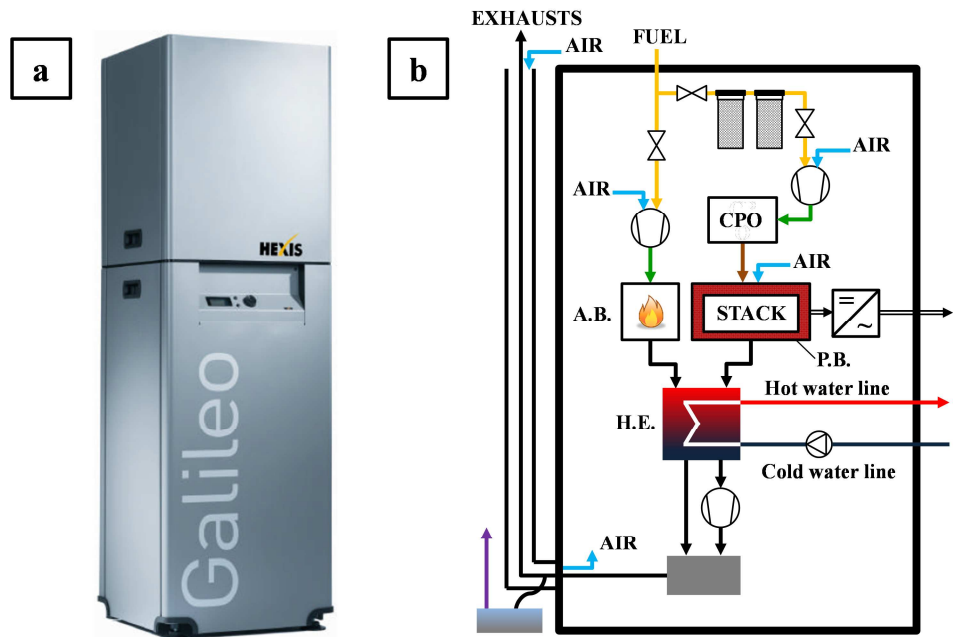 a
HEXIS
Galileo
b
EXHAUSTS
AIR
FUEL
AIR
AIR
CPO
AIR
A.B.
STACK
P.B.
Hot water line
H.E.
Cold water line
AIR